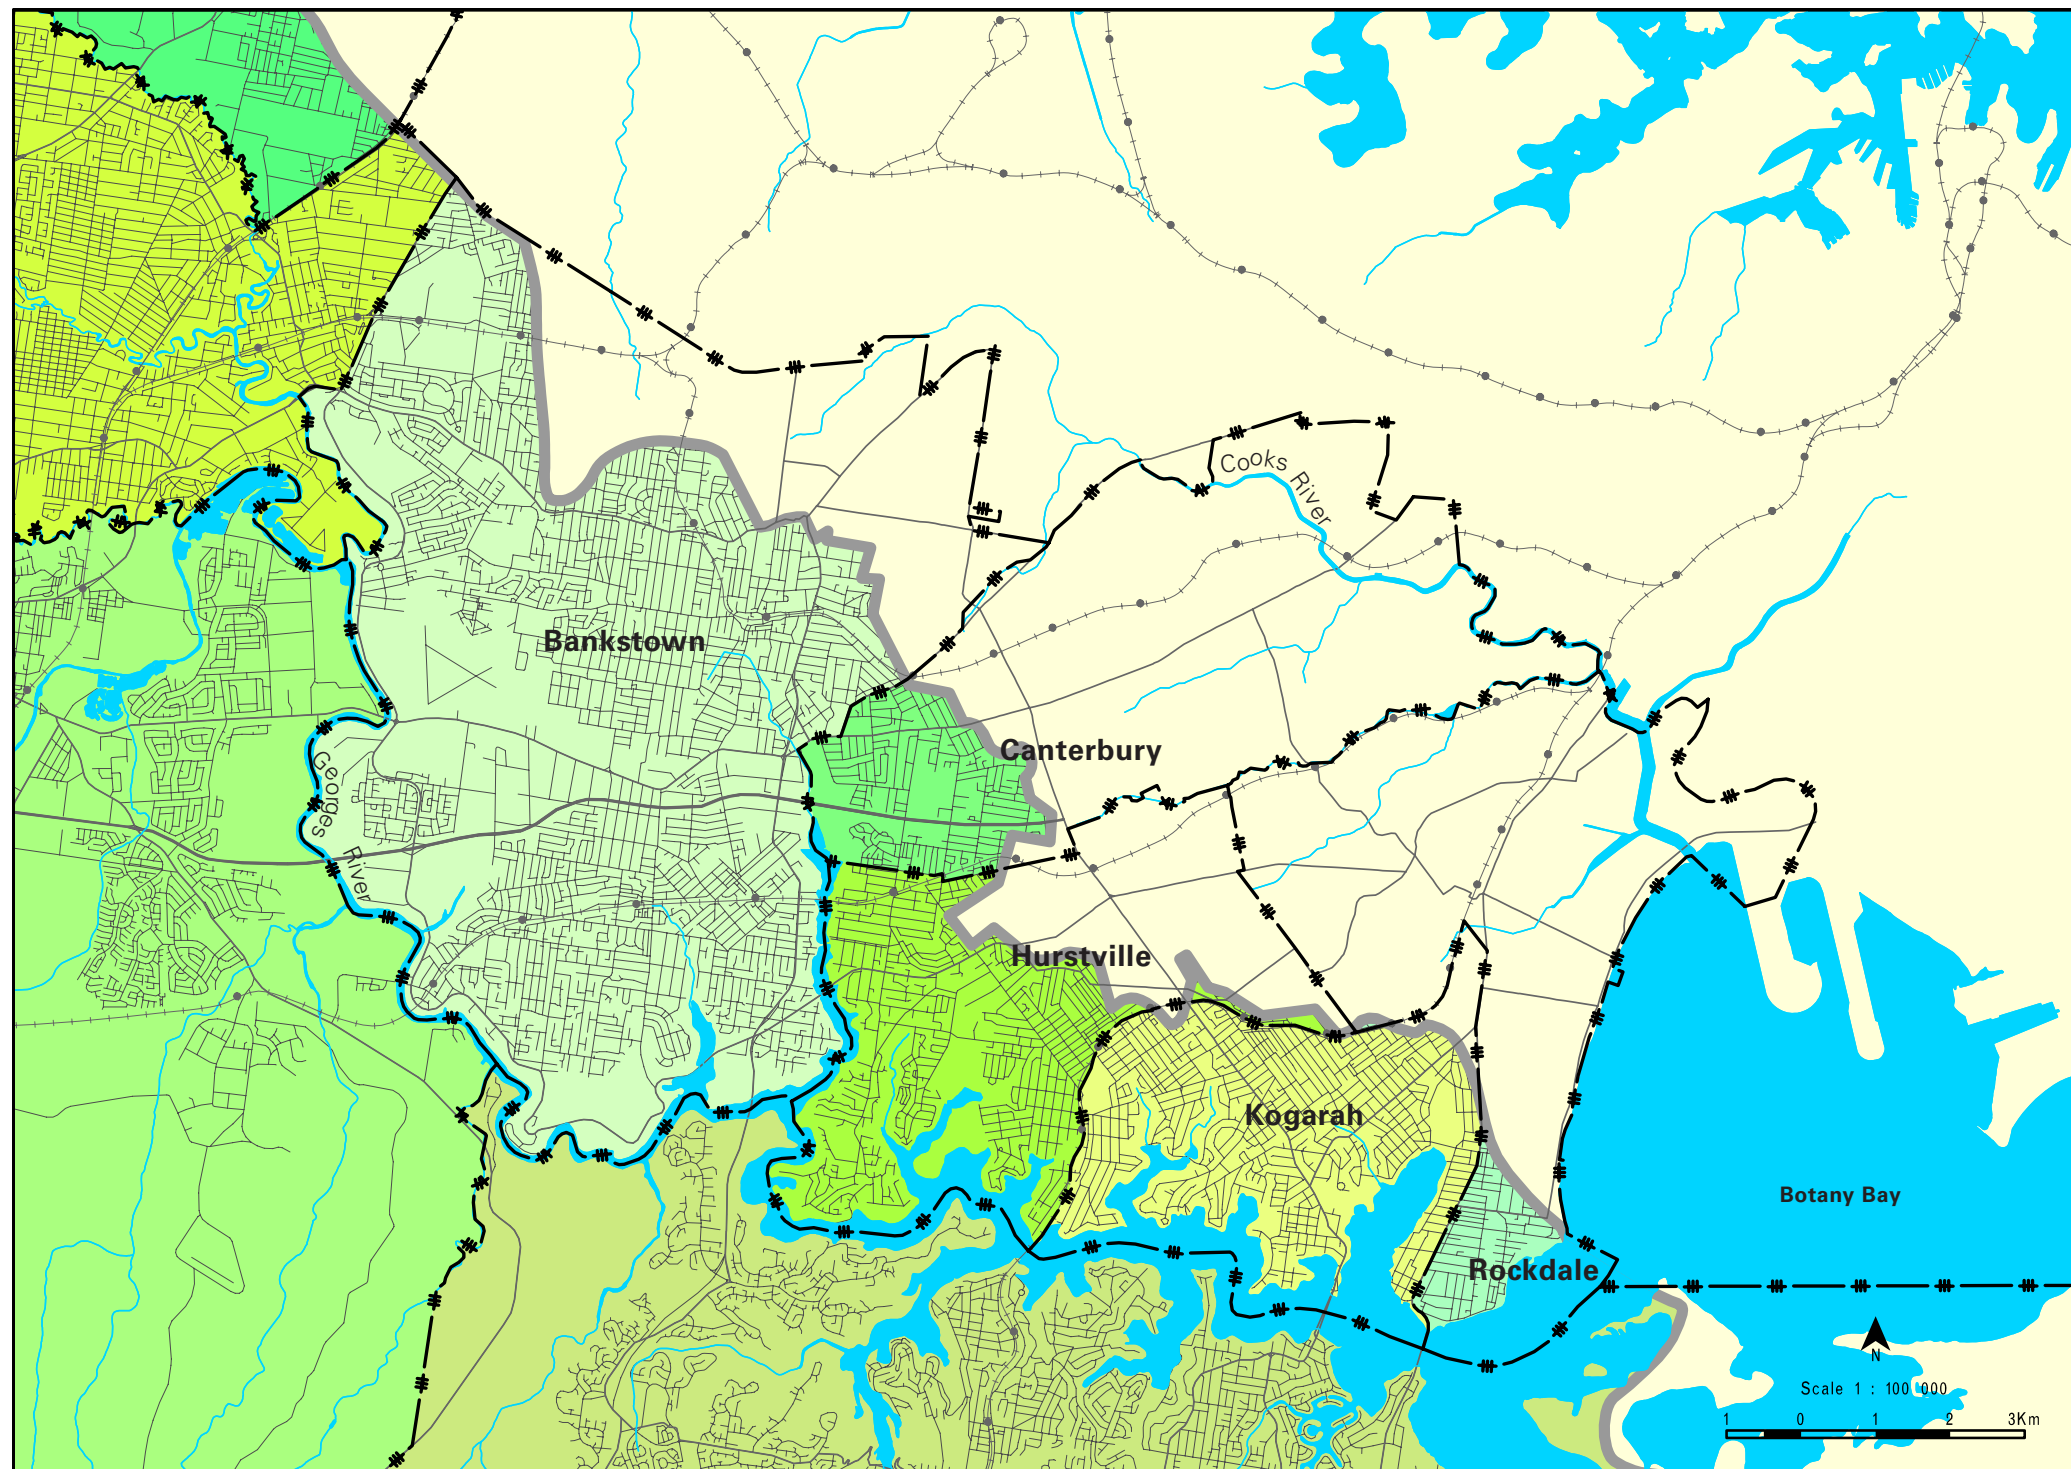 Cooks
River
Bankstown
Georges
River
Canterbury
Hurstville
Kogarah
Botany Bay
Rockdale
N
Scale 1 : 100 000
1 0 1 2 3Km